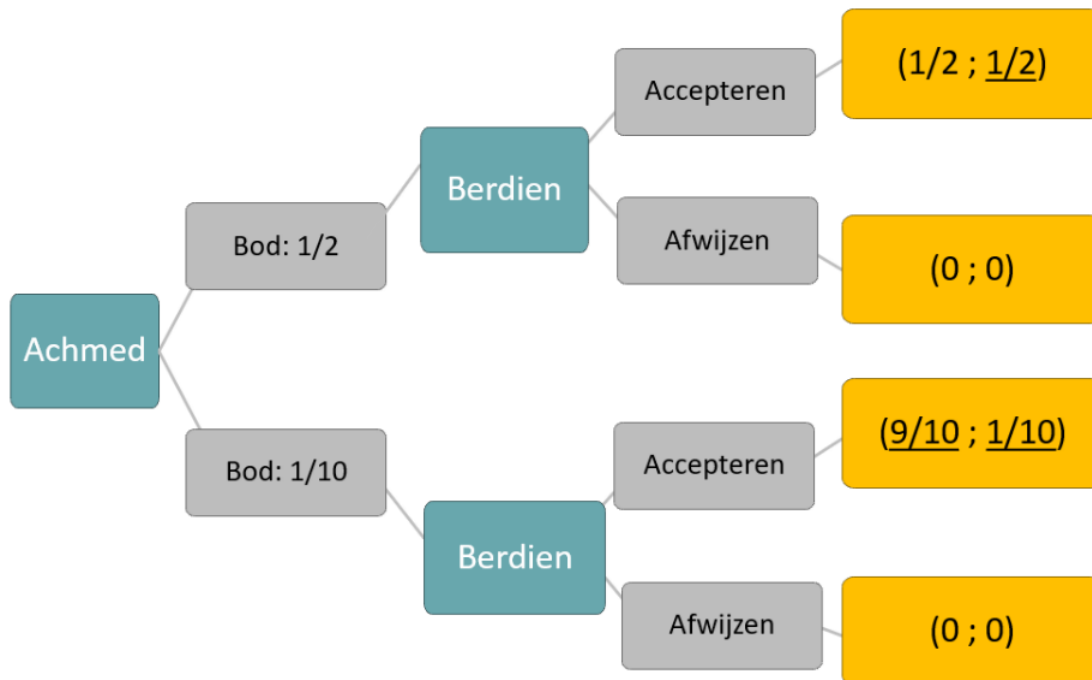 Achmed
Bod: 1/2
Berdien
Accepteren
(1/2 ; 1/2)
Afwijzen
(0 ; 0)
Bod: 1/10
Berdien
Accepteren
(9/10 ; 1/10)
Afwijzen
(0 ; 0)